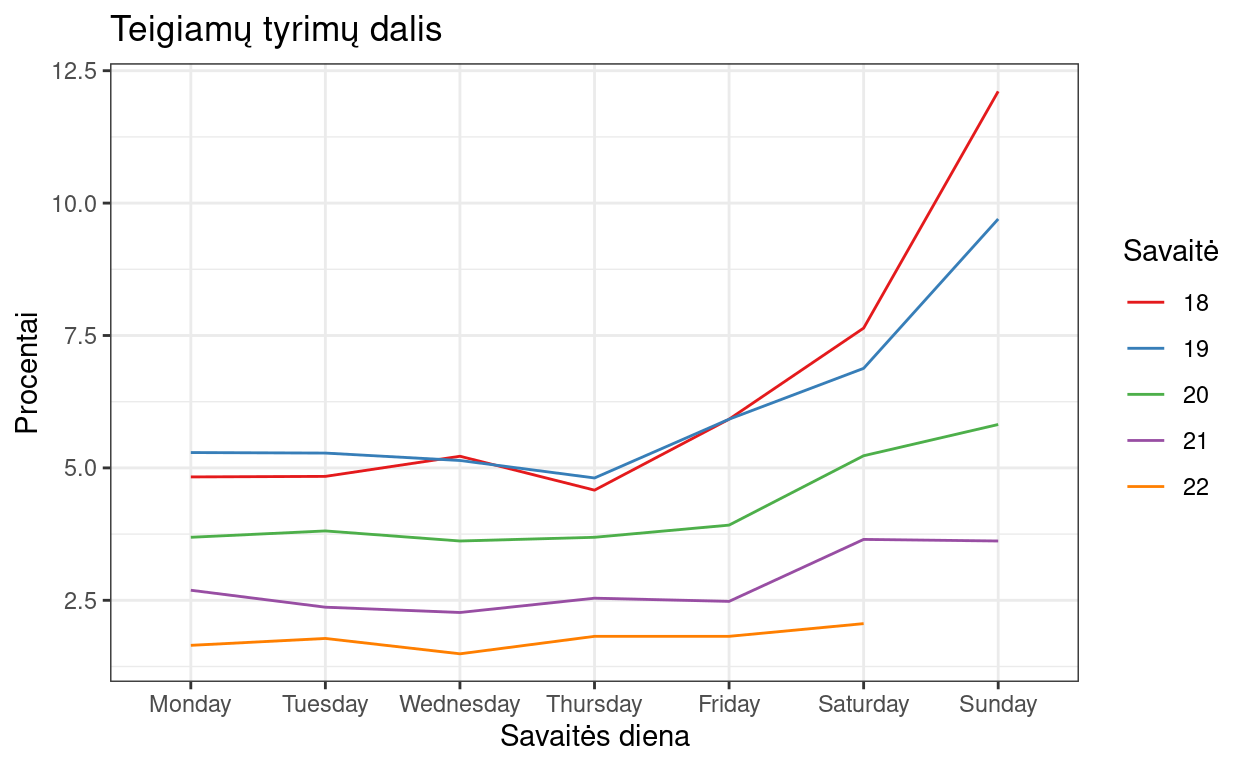 Teigiamų tyrimų dalis
12.5
10.0
7.5
5.0
2.5
Procentai
Monday Tuesday Wednesday Thursday Friday Saturday Sunday
Savaitės diena
Savaitė
18
19
20
21
22